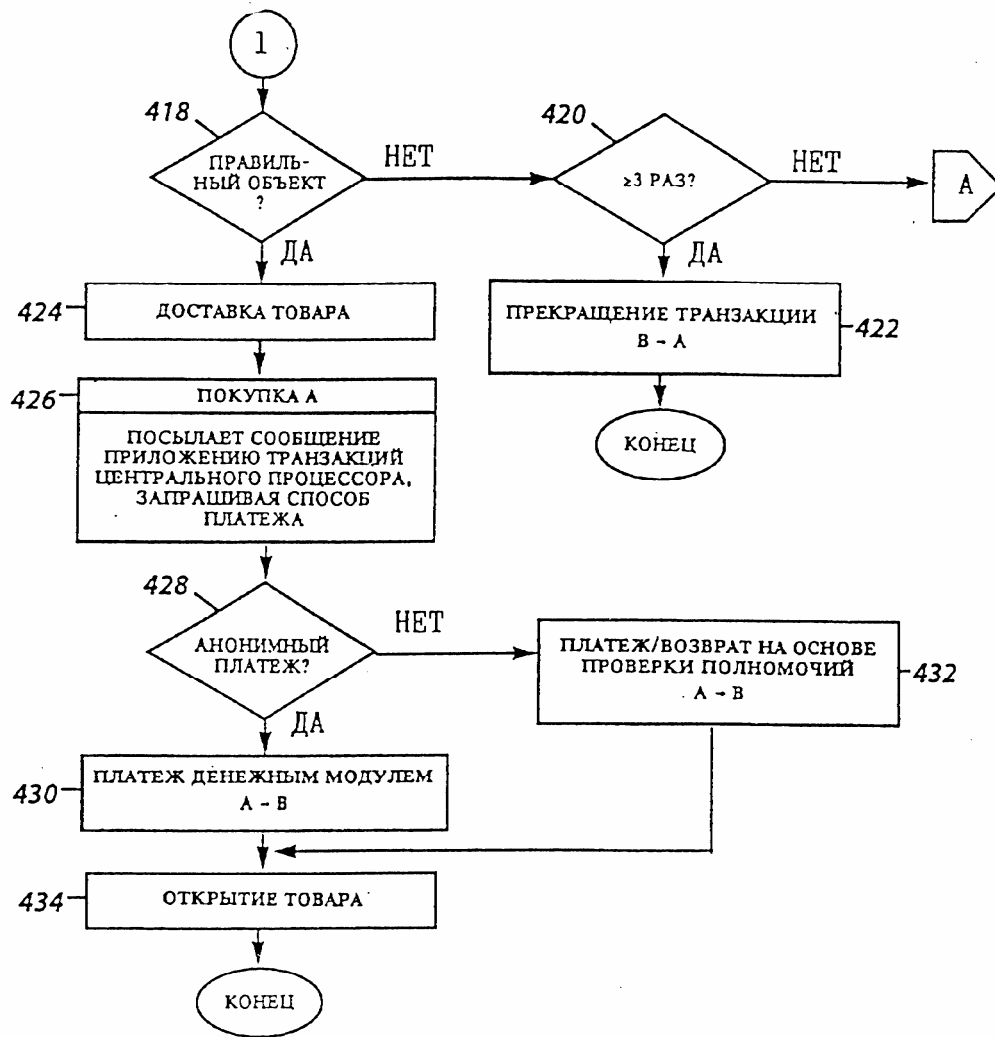 1
418
ПРАВИЛЬ-
НЫЙ ОБЪЕКТ
?
НЕТ
420
≥3 РАЗ?
НЕТ
А
ДА
ДА
424
ДОСТАВКА ТОВАРА
ПРЕКРАЩЕНИЕ ТРАНЗАКЦИИ
В - А
422
426
ПОКУПКА А
ПОСЫЛАЕТ СООБЩЕНИЕ
ПРИЛОЖЕНИЮ ТРАНЗАКЦИЙ
ЦЕНТРАЛЬНОГО ПРОЦЕССОРА,
ЗАПРАШИВАЯ СПОСОБ
ПЛАТЕЖА
КОНЕЦ
428
АНОНИМНЫЙ
ПЛАТЕЖ?
НЕТ
ПЛАТЕЖ/ВОЗВРАТ НА ОСНОВЕ
ПРОВЕРКИ ПОЛНОМОЧИЙ
А - В
432
ДА
430
ПЛАТЕЖ ДЕНЕЖНЫМ МОДУЛЕМ
А - В
434
ОТКРЫТИЕ ТОВАРА
КОНЕЦ